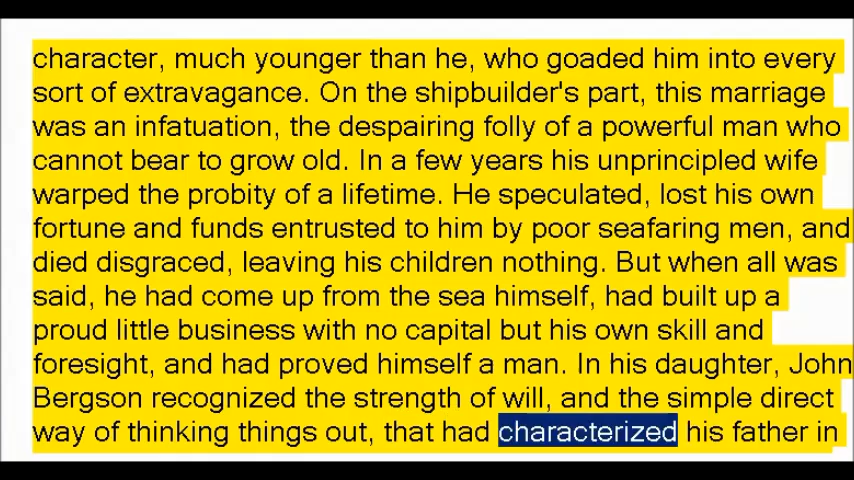 character, much younger than he, who goaded him into every
sort of extravagance. On the shipbuilder's part, this marriage
was an infatuation, the despairing folly of a powerful man who
cannot bear to grow old. In a few years his unprincipled wife
warped the probity of a lifetime. He speculated, lost his own
fortune and funds entrusted to him by poor seafaring men, and
died disgraced, leaving his children nothing. But when all was
said, he had come up from the sea himself, had built up a
proud little business with no capital but his own skill and
foresight, and had proved himself a man. In his daughter, John
Bergson recognized the strength of will, and the simple direct
way of thinking things out, that had characterized his father in